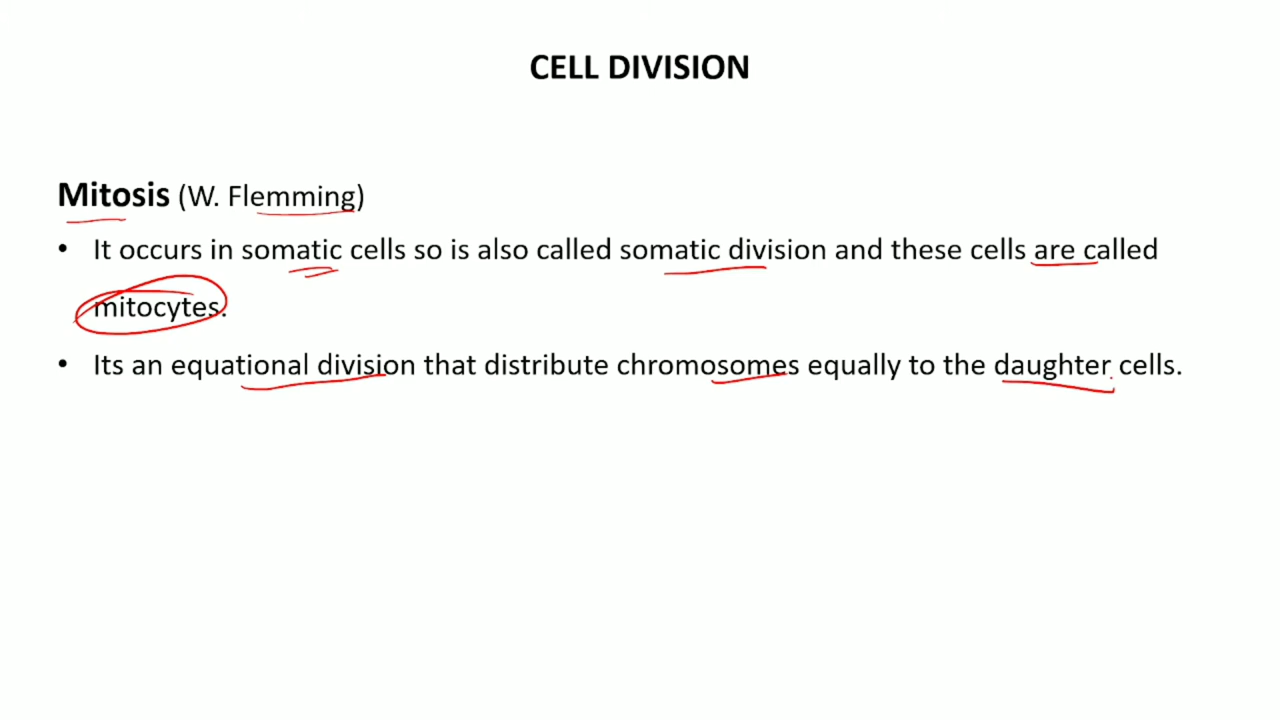 CELL DIVISION
Mitosis (W. Flemming)
• It occurs in somatic cells so is also called somatic division and these cells are called
mitocytes.
• Its an equational division that distribute chromosomes equally to the daughter cells.